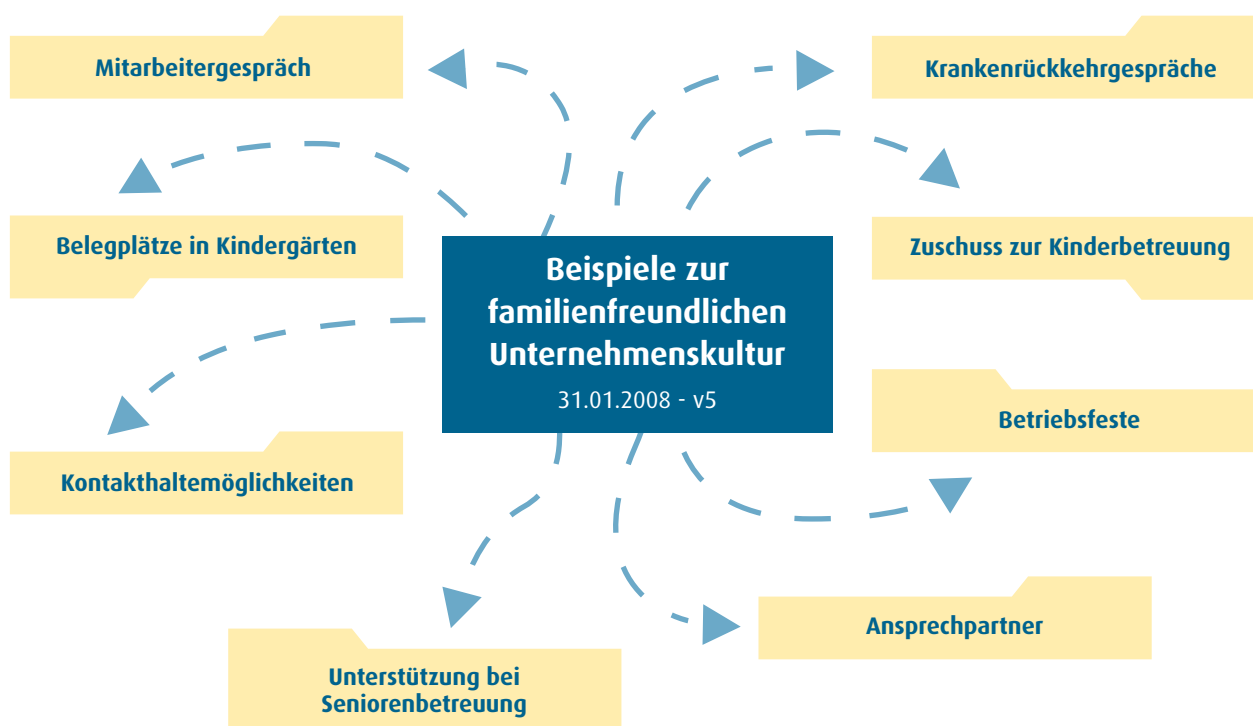 Mitarbeitergespräch
Krankenrückkehrgespräche
Belegplätze in Kindergärten
Zuschuss zur Kinderbetreuung
Beispiele zur
familienfreundlichen
Unternehmenskultur
31.01.2008 - v5
Betriebsfeste
Kontakthaltemöglichkeiten
Ansprechpartner
Unterstützung bei
Seniorenbetreuung